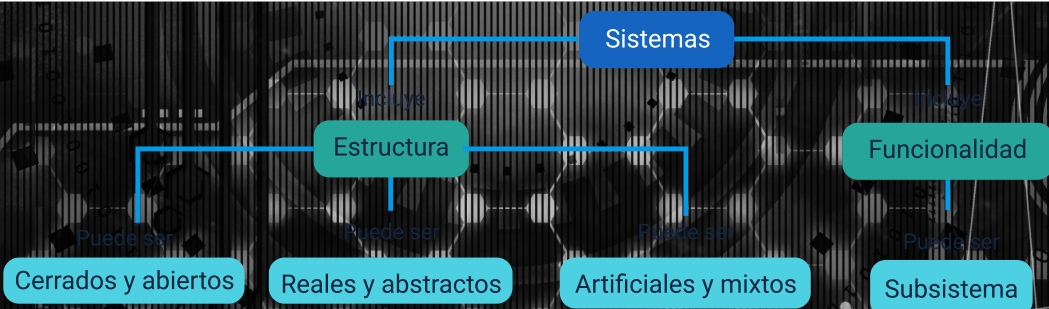 Sistemas
Incluye
Incluye
Estructura
Funcionalidad
Puede ser
Puede ser
Puede ser
Puede ser
Cerrados y abiertos
Reales y abstractos
Artificiales y mixtos
Subsistema